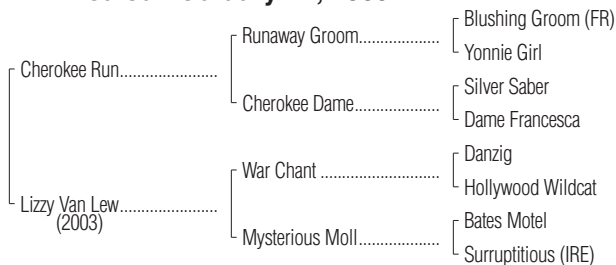 Blushing Groom (FR)
Runaway Groom....................
Yonnie Girl
Cherokee Run........................
Silver Saber
Cherokee Dame.....................
Dame Francesca
Danzig
War Chant ..............................
Hollywood Wildcat
Lizzy Van Lew........................
(2003)
Bates Motel
Mysterious Moll....................
Surruptitious (IRE)